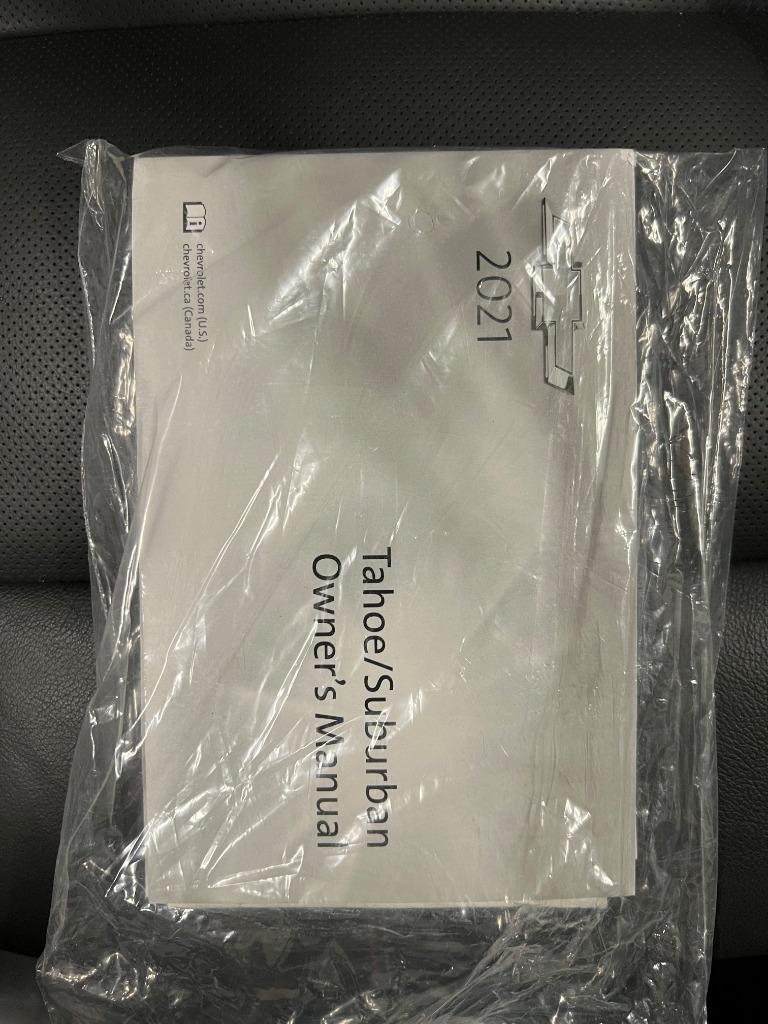 2021
Tahoe/Suburban
Owner's Manual
chevrolet.com (U.S.)
chevrolet.ca (Canada)